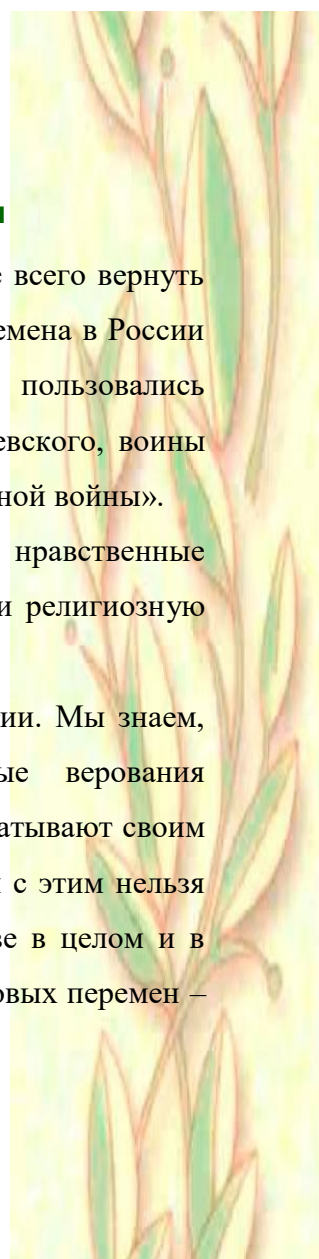 всего вернуть
емена в России
пользовались
евского, воины
ной войны».
нравственные
и религиозную
ии. Мы знаем,
ые верования
атывают своим
с этим нельзя
ве в целом и в
овых перемен –